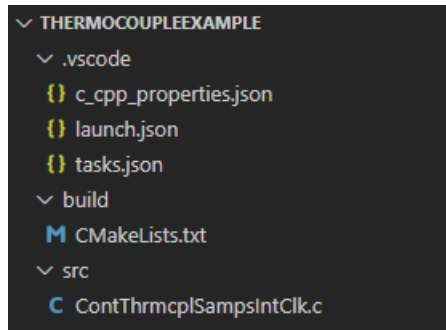 THERMOCOUPLEEXAMPLE
.vscode
{} c_cpp_properties.json
{} launch.json
{} tasks.json
build
M CMakeLists.txt
src
C ContThrmcplSampsIntClk.c